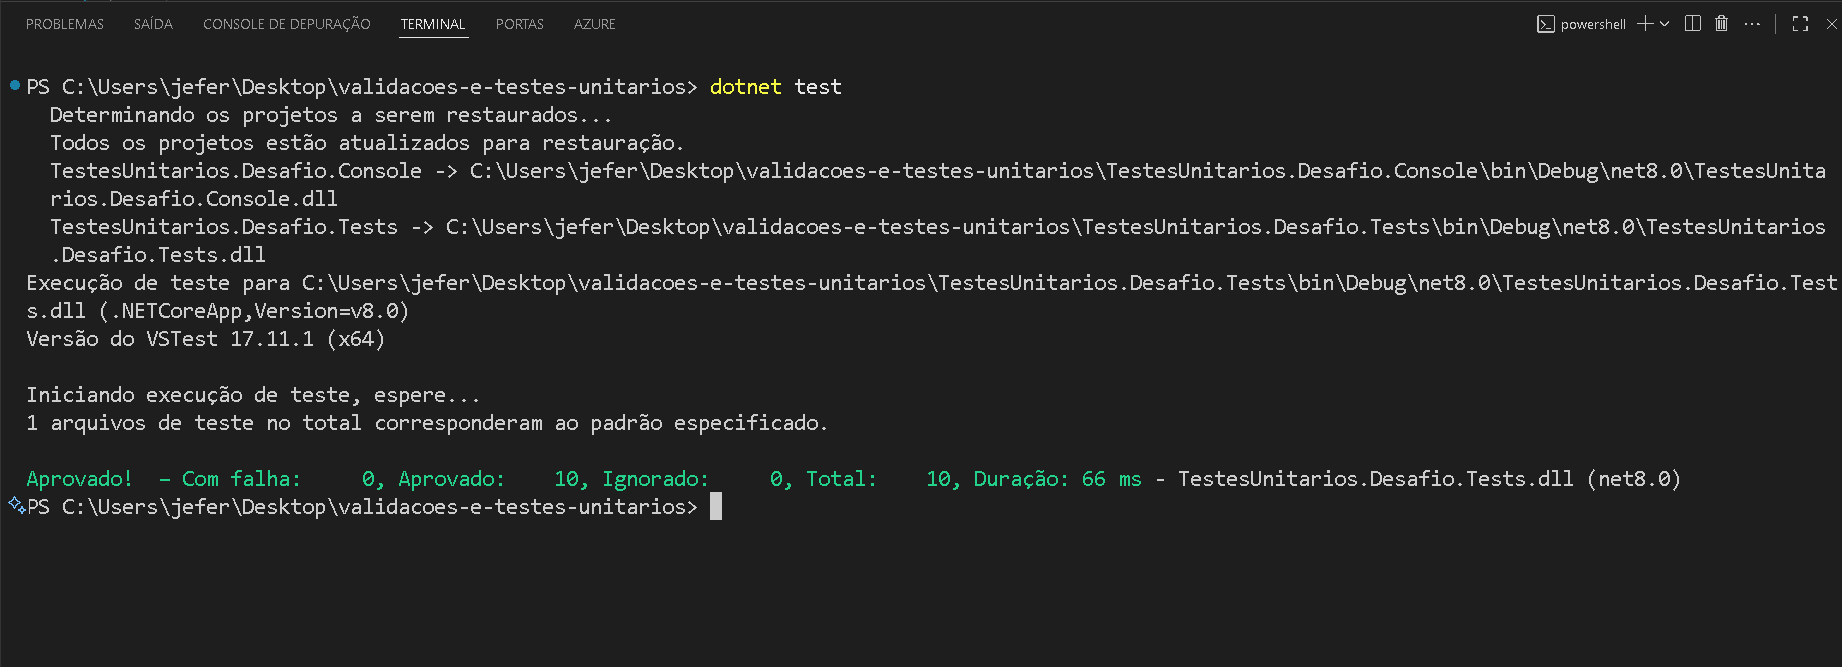 PROBLEMAS SAÍDA CONSOLE DE DEPURAÇÃO TERMINAL PORTAS AZURE powershell
PS C:\Users\jefer\Desktop\validacoes-e-testes-unitarios> dotnet test
Determinando os projetos a serem restaurados...
Todos os projetos estão atualizados para restauração.
TestesUnitarios.Desafio.Console -> C:\Users\jefer\Desktop\validacoes-e-testes-unitarios\TestesUnitarios.Desafio.Console\bin\Debug\net8.0\TestesUnita
rios.Desafio.Console.dll
TestesUnitarios.Desafio.Tests -> C:\Users\jefer\Desktop\validacoes-e-testes-unitarios\TestesUnitarios.Desafio.Tests\bin\Debug\net8.0\TestesUnitarios
.Desafio.Tests.dll
Execução de teste para C:\Users\jefer\Desktop\validacoes-e-testes-unitarios\TestesUnitarios.Desafio.Tests\bin\Debug\net8.0\TestesUnitarios.Desafio.Test
s.dll (.NETCoreApp,Version=v8.0)
Versão do VSTest 17.11.1 (x64)
Iniciando execução de teste, espere...
1 arquivos de teste no total corresponderam ao padrão especificado.
Aprovado!  – Com falha:     0, Aprovado:    10, Ignorado:     0, Total:    10, Duração: 66 ms - TestesUnitarios.Desafio.Tests.dll (net8.0)
PS C:\Users\jefer\Desktop\validacoes-e-testes-unitarios>